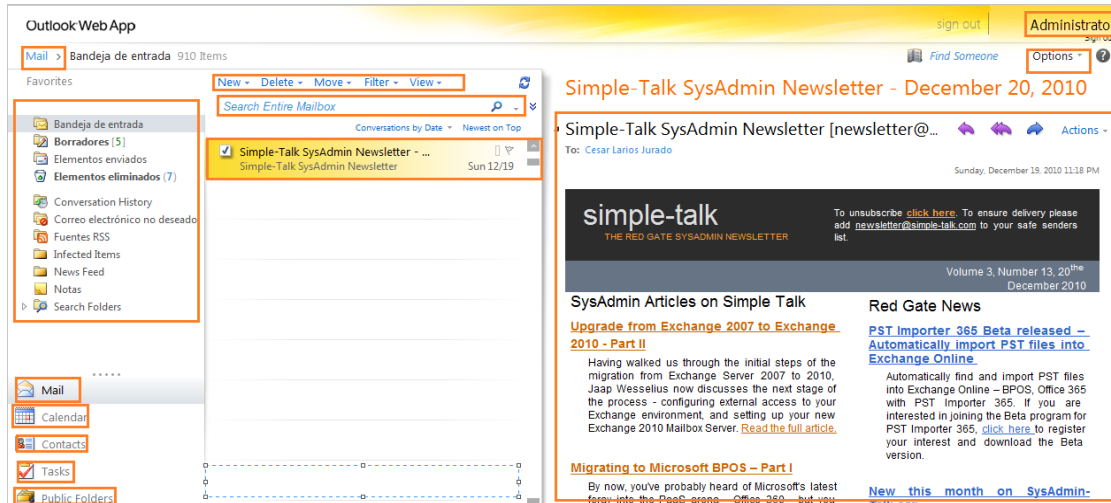 Outlook Web App
sign out
Administrato
Mail > Bandeja de entrada 910 Items
Find Someone
Options
Favorites
Bandeja de entrada
Borradores [5]
Elementos enviados
Elementos eliminados (7)
Conversation History
Correo electrónico no deseado
Fuentes RSS
Infected Items
News Feed
Notas
Search Folders
Mail
Calendar
Contacts
Tasks
Public Folders
New Delete Move Filter View
Search Entire Mailbox
Conversations by Date Newest on Top
Simple-Talk SysAdmin Newsletter - ...
Simple-Talk SysAdmin Newsletter Sun 12/19
Simple-Talk SysAdmin Newsletter - December 20, 2010
Simple-Talk SysAdmin Newsletter [newsletter@...
Actions
To: Cesar Larios Jurado
Sunday, December 19, 2010 11:18 PM
simple-talk
THE RED GATE SYSADMIN NEWSLETTER
To unsubscribe click here. To ensure delivery please
add newsletter@simple-talk.com to your safe senders
list.
Volume 3, Number 13, 20the
December 2010
SysAdmin Articles on Simple Talk
Upgrade from Exchange 2007 to Exchange
2010 - Part II
Having walked us through the initial steps of the
migration from Exchange Server 2007 to 2010,
Jaap Wesselius now discusses the next stage of
the process - configuring external access to your
Exchange environment, and setting up your new
Exchange 2010 Mailbox Server. Read the full article.
Migrating to Microsoft BPOS – Part I
By now, you've probably heard of Microsoft's latest
Red Gate News
PST Importer 365 Beta released –
Automatically import PST files into
Exchange Online
Automatically find and import PST files
into Exchange Online – BPOS, Office 365
with PST Importer 365. If you are
interested in joining the Beta program for
PST Importer 365, click here to register
your interest and download the Beta
version.
New this month on SysAdmin-